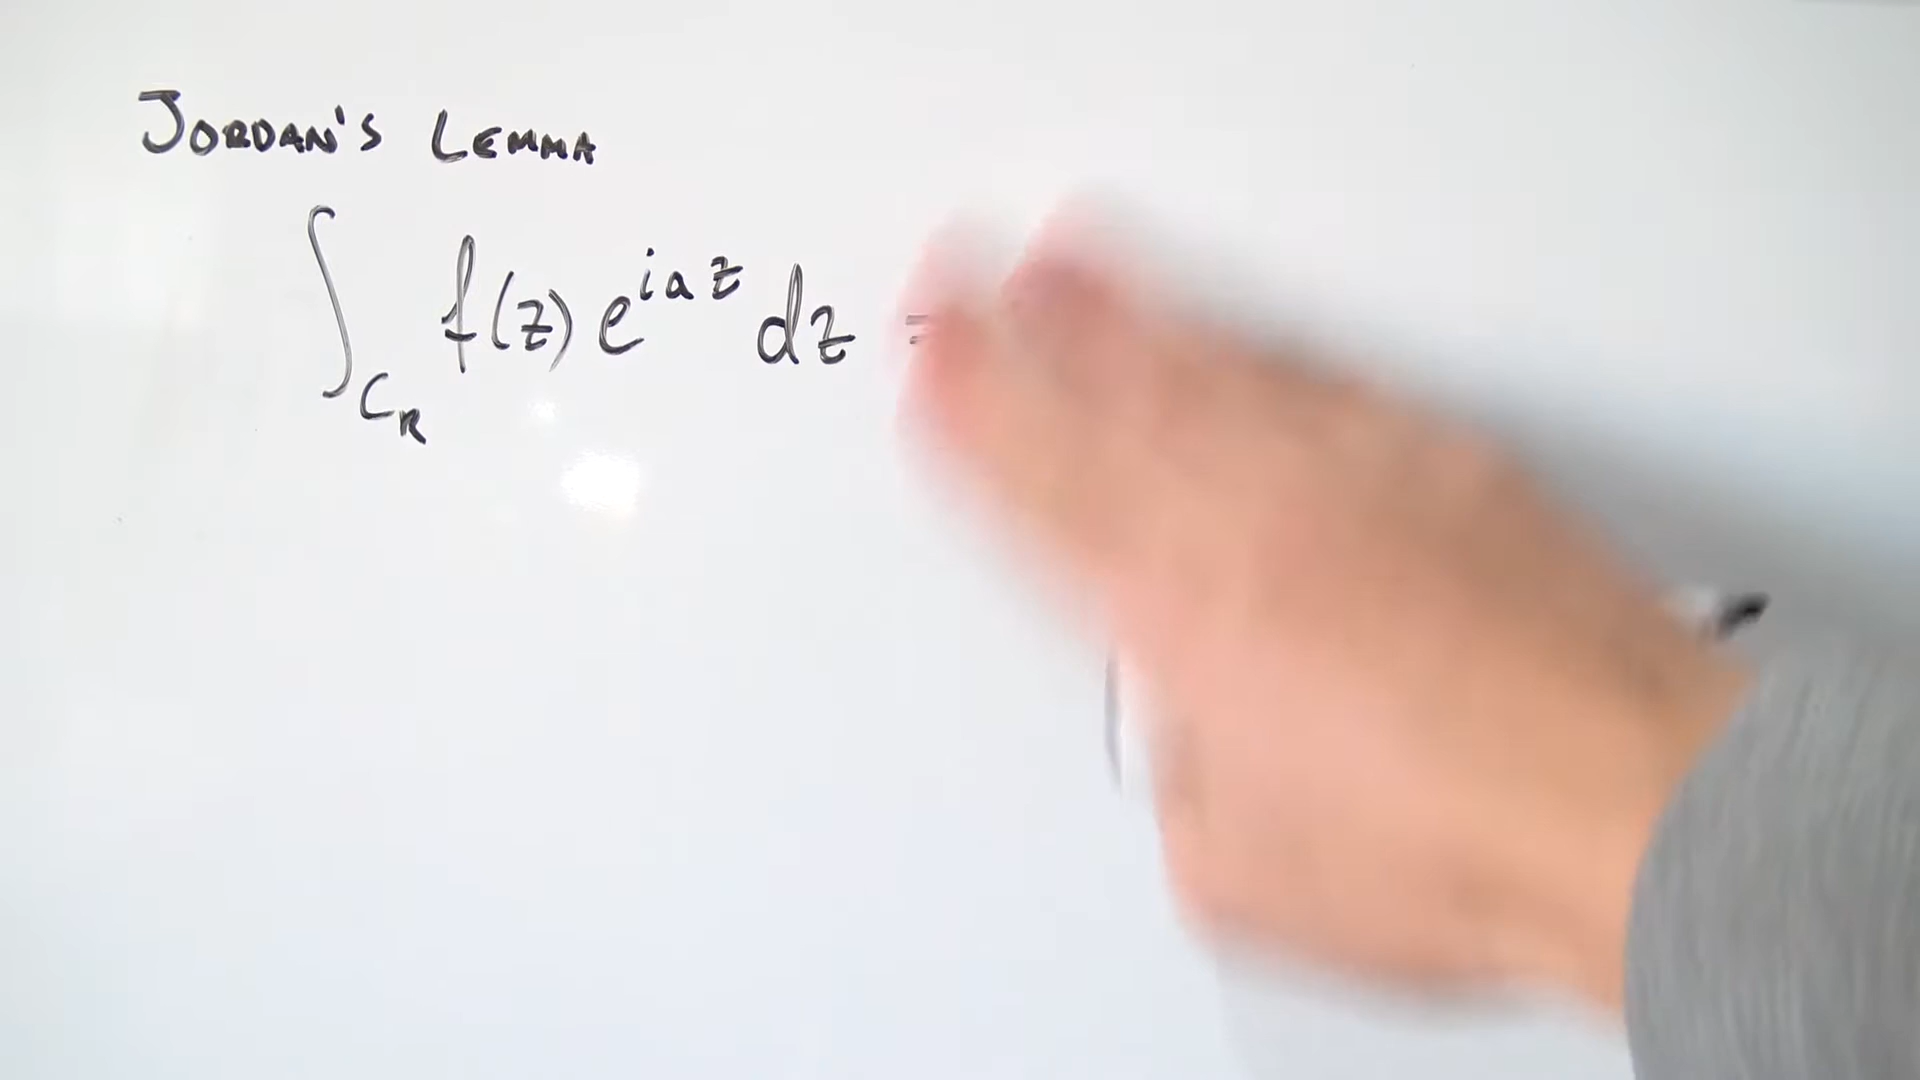 JORDAN'S LEMMA
∫_{C_R} f(z) e^{iaz} dz =